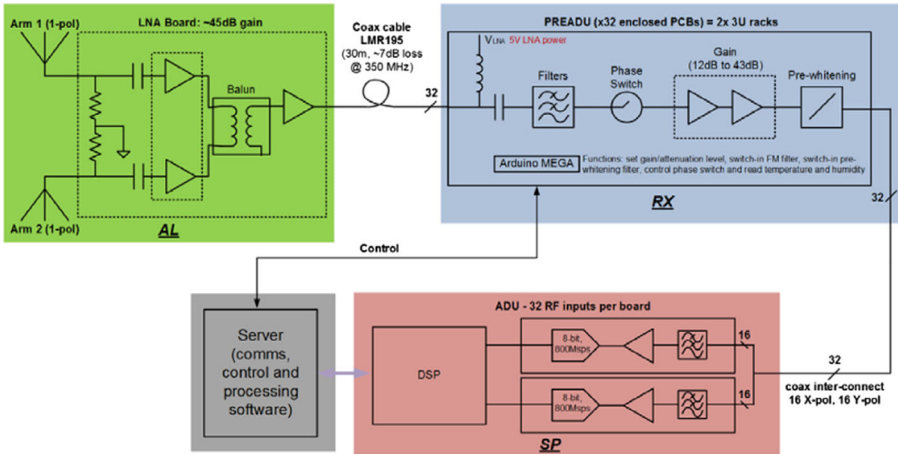 Arm 1 (1-pol)
LNA Board: ~45dB gain
Balun
Arm 2 (1-pol)
AL
Coax cable
LMR195
(30m, ~7dB loss
@ 350 MHz)
32
PREADU (x32 enclosed PCBs) = 2x 3U racks
VLNA 5V LNA power
Filters
Phase
Switch
Gain
(12dB to 43dB)
Pre-whitening
32
Arduino MEGA
Functions: set gain/attenuation level, switch-in FM filter, switch-in pre-
whitening filter, control phase switch and read temperature and humidity
RX
32
Control
Server
(comms,
control and
processing
software)
ADU - 32 RF inputs per board
DSP
8-bit,
800Msps
16
8-bit,
800Msps
16
SP
32
coax inter-connect
16 X-pol, 16 Y-pol